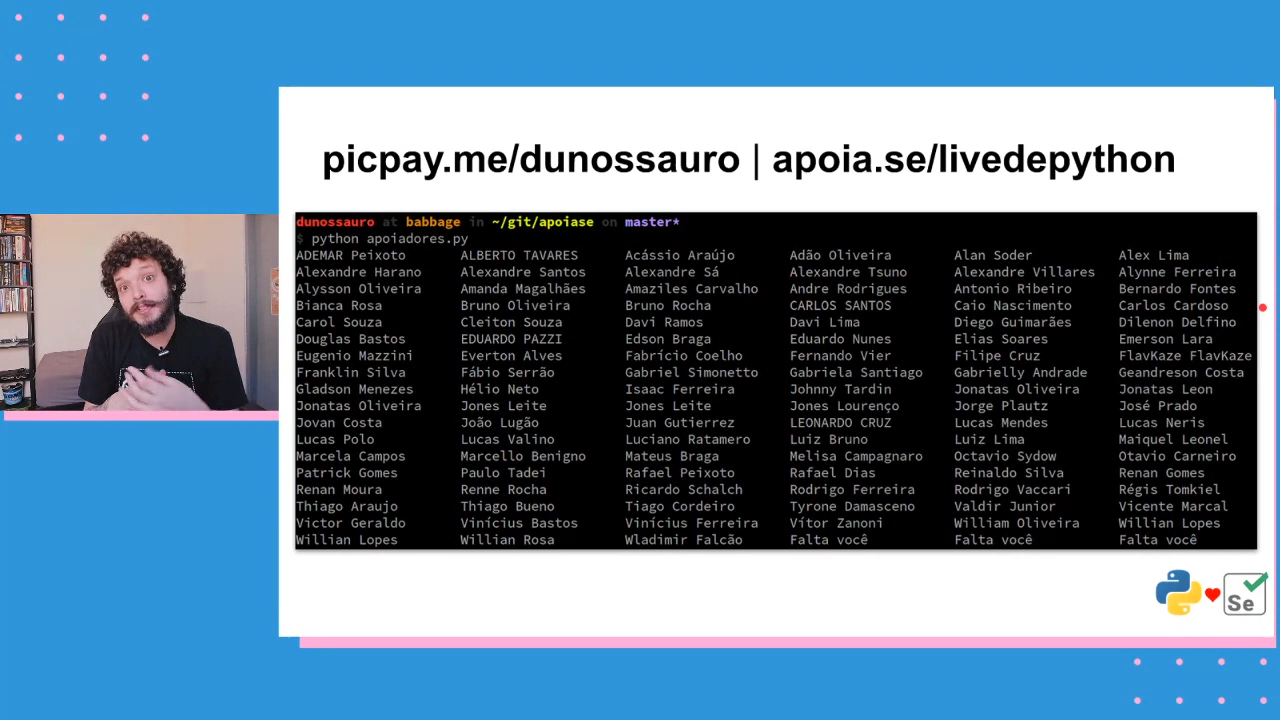 picpay.me/dunossauro | apoia.se/livedepython
dunossauro at babbage in ~/git/apoiase on master*
$ python apoiadores.py
ADEMAR Peixoto ALBERTO TAVARES Acássio Araújo Adão Oliveira Alan Soder Alex Lima
Alexandre Harano Alexandre Santos Alexandre Sá Alexandre Tsuno Alexandre Villares Alynne Ferreira
Alysson Oliveira Amanda Magalhães Amaziles Carvalho Andre Rodrigues Antonio Ribeiro Bernardo Fontes
Bianca Rosa Bruno Oliveira Bruno Rocha CARLOS SANTOS Caio Nascimento Carlos Cardoso
Carol Souza Cleiton Souza Davi Ramos Davi Lima Diego Guimarães Dilenon Delfino
Douglas Bastos EDUARDO PAZZI Edson Braga Eduardo Nunes Elias Soares Emerson Lara
Eugenio Mazzini Everton Alves Fabrício Coelho Fernando Vier Filipe Cruz FlavKaze FlavKaze
Franklin Silva Fábio Serrão Gabriel Simonetto Gabriela Santiago Gabrielly Andrade Geandreson Costa
Gladson Menezes Hélio Neto Isaac Ferreira Johnny Tardin Jonatas Oliveira Jonatas Leon
Jonatas Oliveira Jones Leite Jones Leite Jones Lourenço Jorge Plautz José Prado
Jovan Costa João Lugão Juan Gutierrez LEONARDO CRUZ Lucas Mendes Lucas Neris
Lucas Polo Lucas Valino Luciano Ratamero Luiz Bruno Luiz Lima Maiquel Leonel
Marcela Campos Marcello Benigno Mateus Braga Melisa Campagnaro Octavio Sydow Otavio Carneiro
Patrick Gomes Paulo Tadei Rafael Peixoto Rafael Dias Reinaldo Silva Renan Gomes
Renan Moura Renne Rocha Ricardo Schalch Rodrigo Ferreira Rodrigo Vaccari Régis Tomkiel
Thiago Araujo Thiago Bueno Tiago Cordeiro Tyrone Damasceno Valdir Junior Vicente Marcal
Victor Geraldo Vinícius Bastos Vinícius Ferreira Vítor Zanoni William Oliveira Willian Lopes
Willian Lopes Willian Rosa Wladimir Falcão Falta você Falta você Falta você
Se